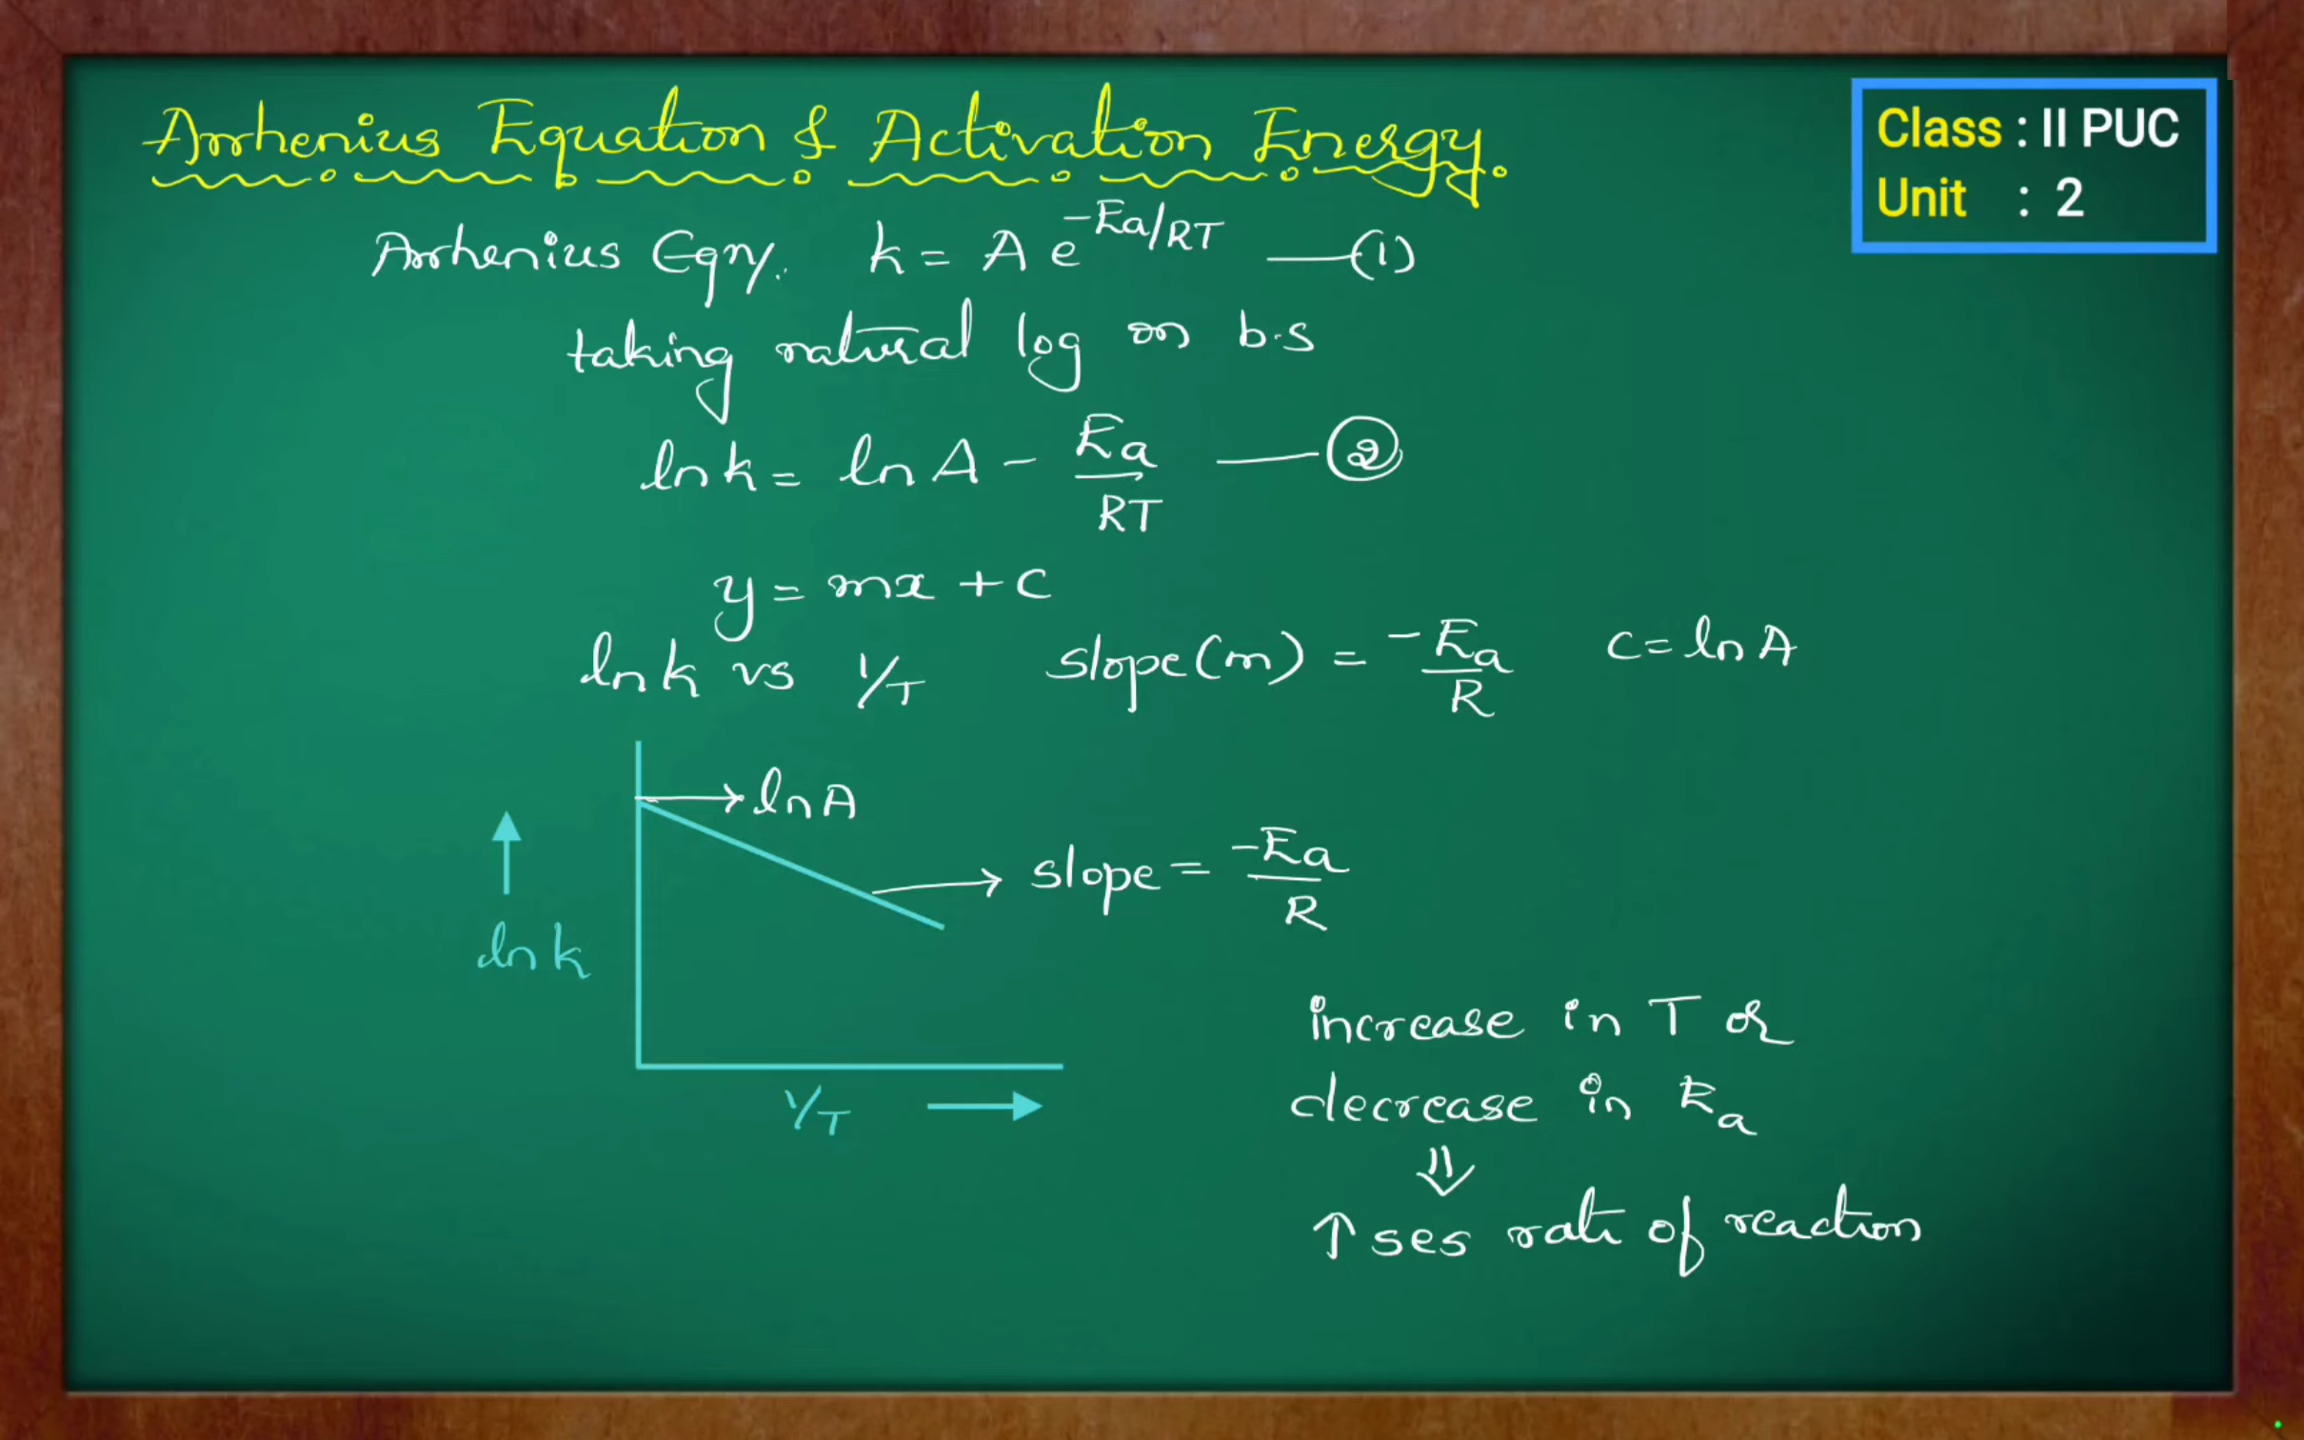 Arrhenius Equation & Activation Energy.
Class : II PUC
Unit : 2
Arrhenius Eqn. k = A e^-Ea/RT —(1)
taking natural log on b.s
ln k = ln A - Ea/RT — 2
y = mx + c
ln k vs 1/T slope(m) = -Ea/R c = ln A
ln A
slope = -Ea/R
ln k
1/T
increase in T or
decrease in Ea
⇓
↑ ses rate of reaction